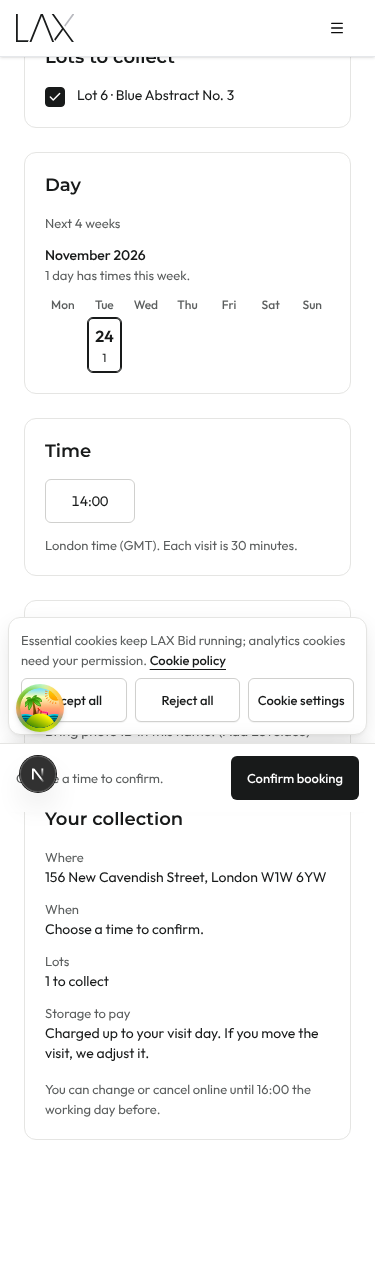 LAX
Lots to collect
Lot 6 · Blue Abstract No. 3
Day
Next 4 weeks
November 2026
1 day has times this week.
Mon Tue Wed Thu Fri Sat Sun
24
1
Time
14:00
London time (GMT). Each visit is 30 minutes.
Essential cookies keep LAX Bid running; analytics cookies
need your permission. Cookie policy
all Reject all Cookie settings
a time to confirm. Confirm booking
Your collection
Where
156 New Cavendish Street, London W1W 6YW
When
Choose a time to confirm.
Lots
1 to collect
Storage to pay
Charged up to your visit day. If you move the
visit, we adjust it.
You can change or cancel online until 16:00 the
working day before.